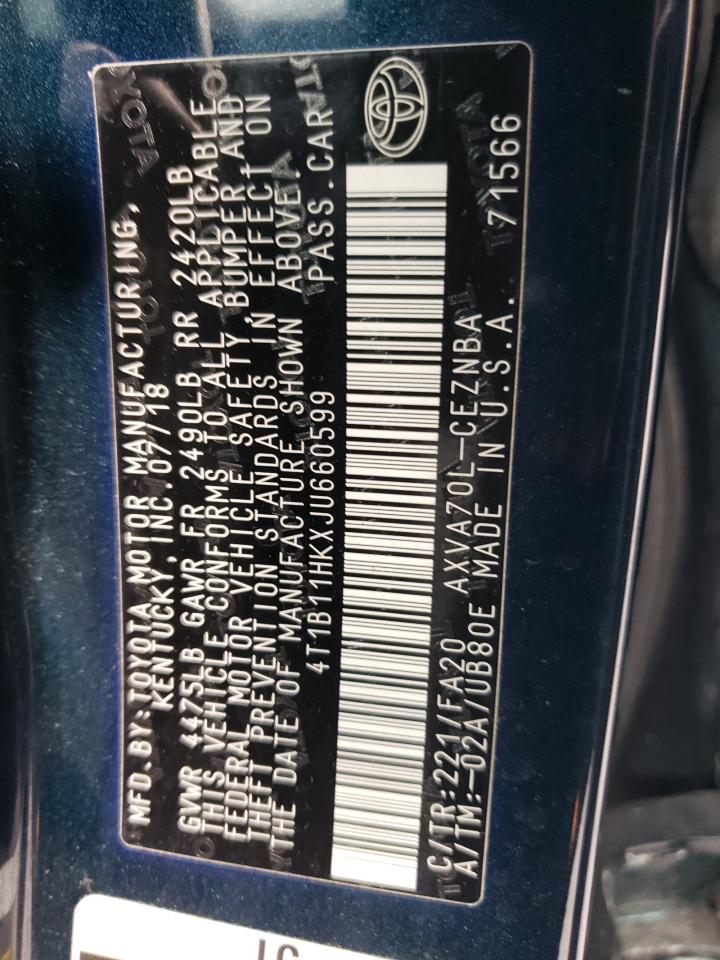 MFD.BY:TOYOTA MOTOR MANUFACTURING,
KENTUCKY,INC 07/18
GVWR 4475LB GAWR FR 2490LB RR 2420LB
THIS VEHICLE CONFORMS TO ALL APPLICABLE
FEDERAL MOTOR VEHICLE SAFETY,BUMPER AND
THEFT PREVENTION STANDARDS IN EFFECT ON
THE DATE OF MANUFACTURE SHOWN ABOVE.
4T1B11HKXJU660599 PASS.CAR
C/TR:221/FA20 AXVA70L-CEZNBA
A/TM:-02A/UB80E MADE IN U.S.A. 71566